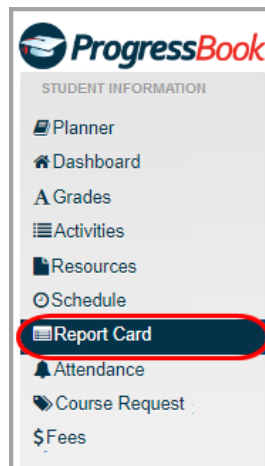 ProgressBook
STUDENT INFORMATION
Planner
Dashboard
Grades
Activities
Resources
Schedule
Report Card
Attendance
Course Request
Fees